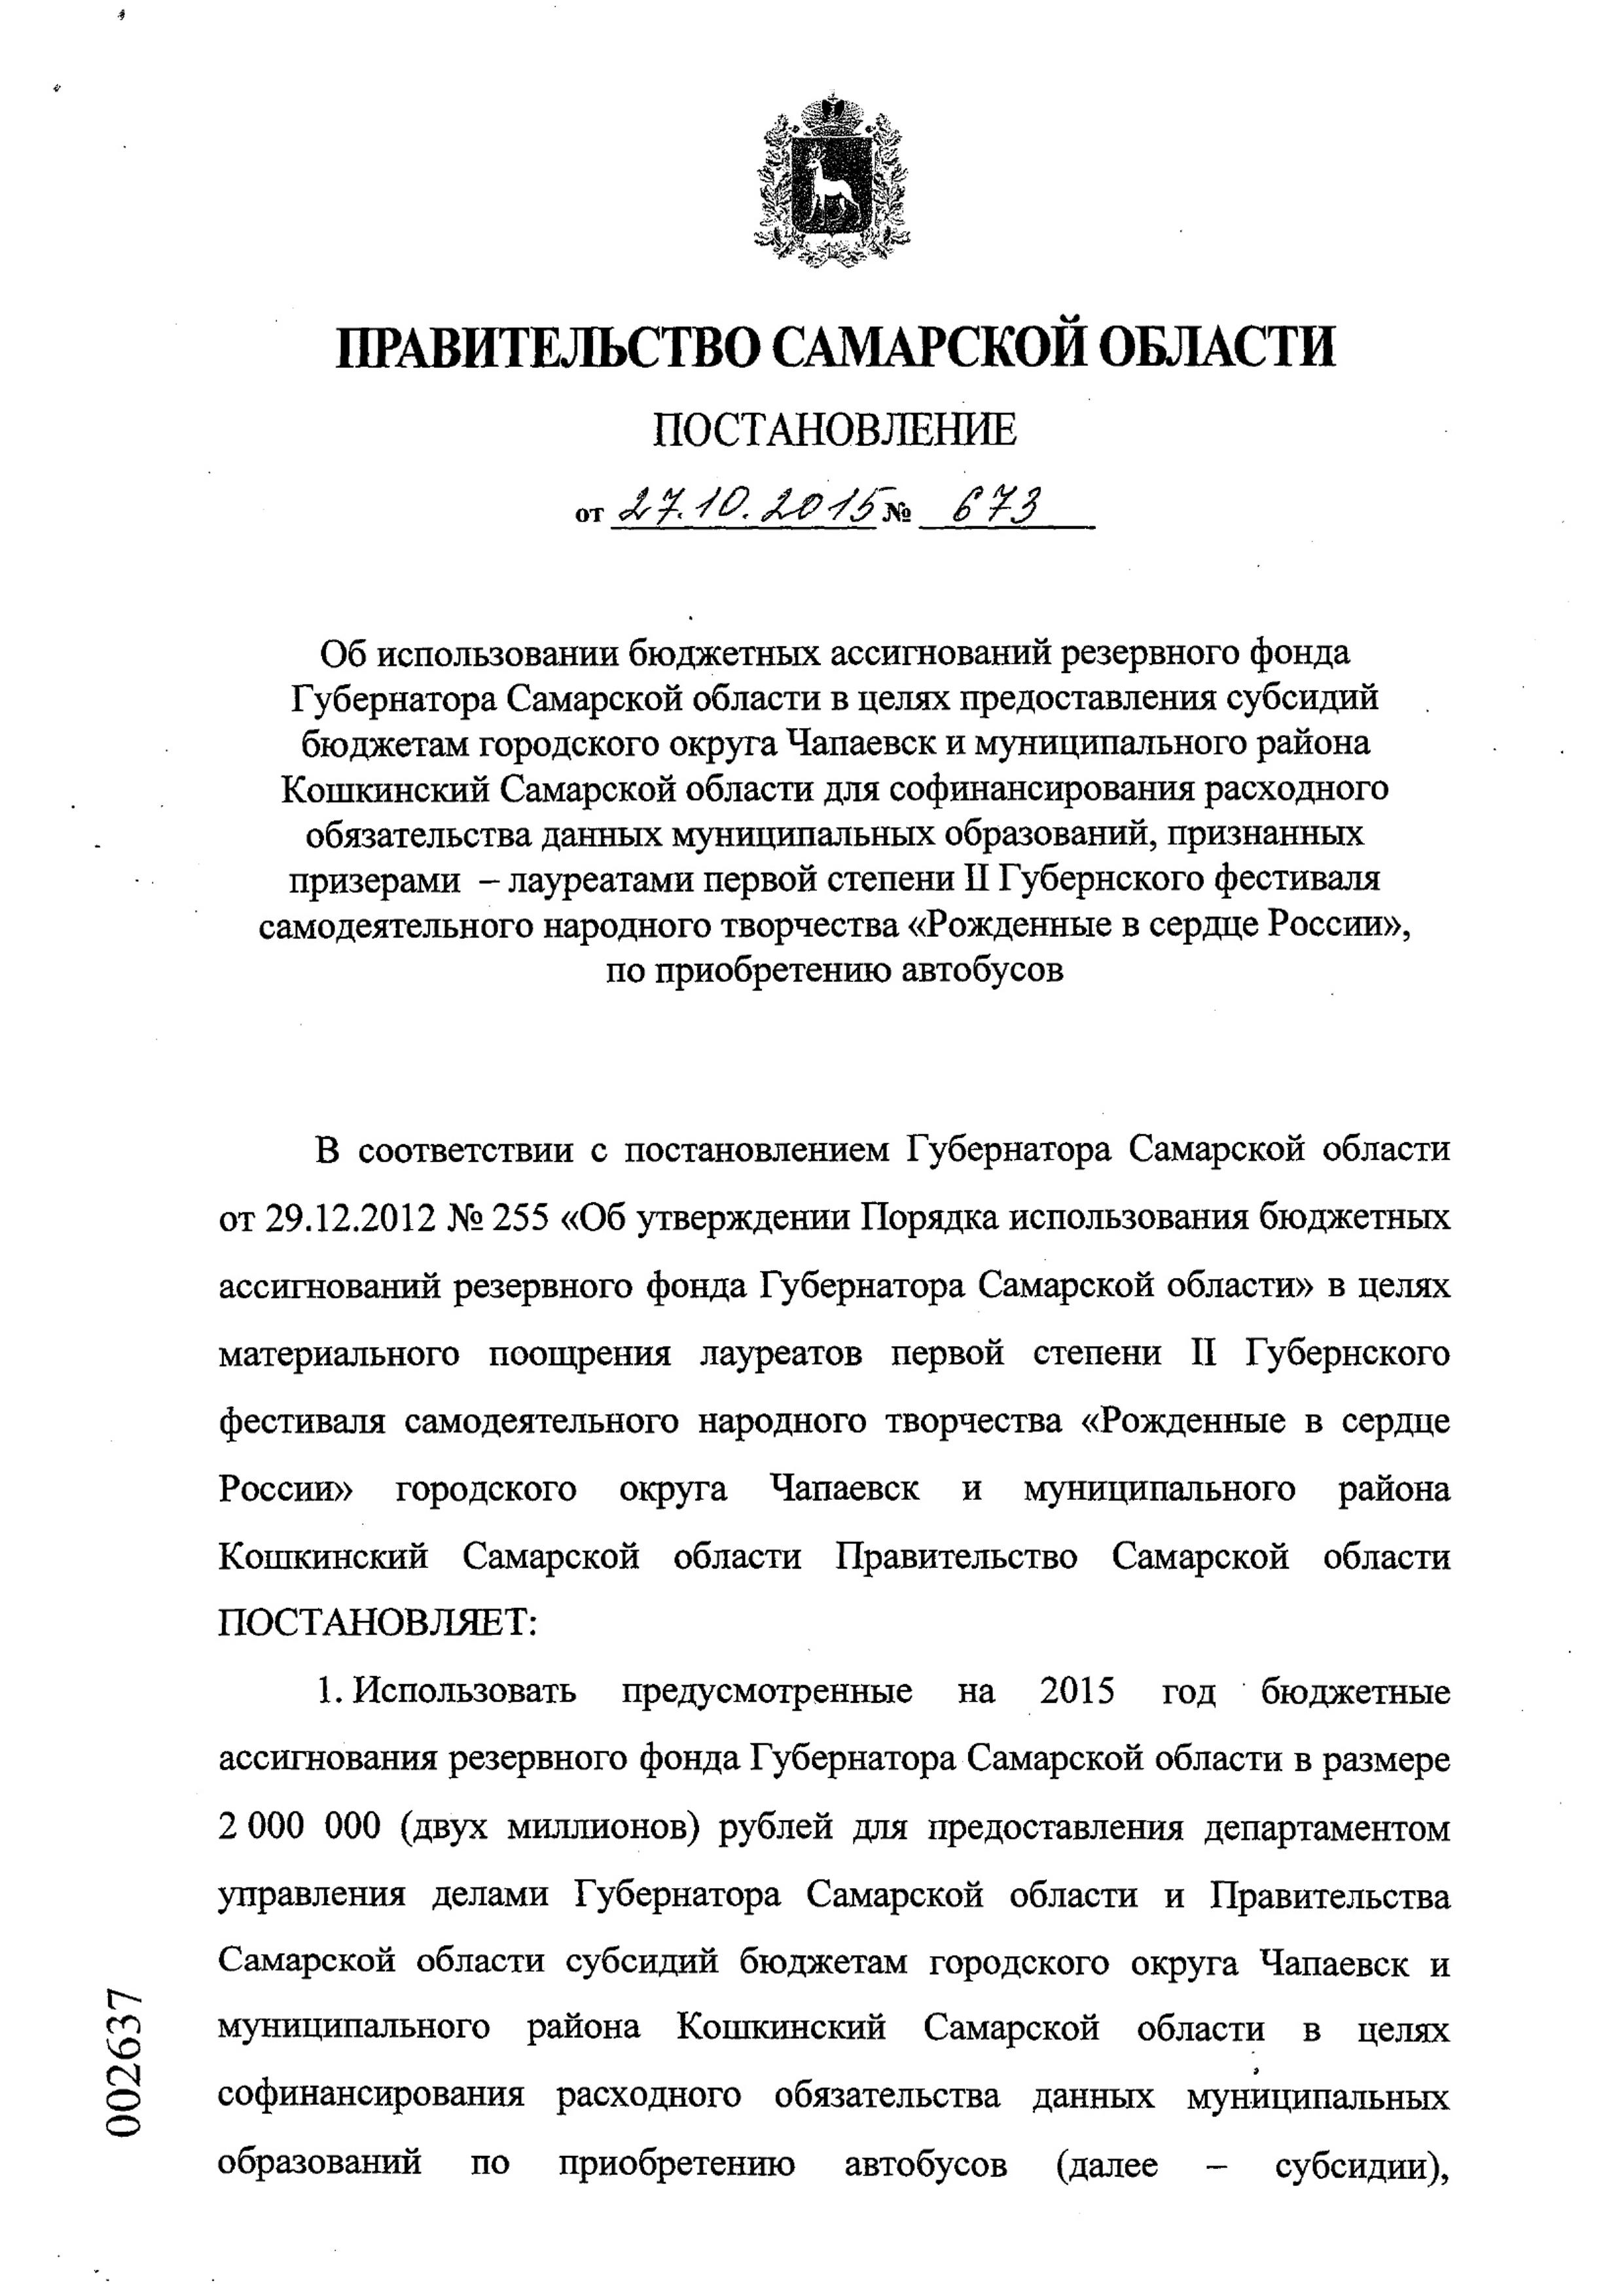 ПРАВИТЕЛЬСТВО САМАРСКОЙ ОБЛАСТИ
ПОСТАНОВЛЕНИЕ
от 27.10.2015 № 673
Об использовании бюджетных ассигнований резервного фонда
Губернатора Самарской области в целях предоставления субсидий
бюджетам городского округа Чапаевск и муниципального района
Кошкинский Самарской области для софинансирования расходного
обязательства данных муниципальных образований, признанных
призерами – лауреатами первой степени II Губернского фестиваля
самодеятельного народного творчества «Рожденные в сердце России»,
по приобретению автобусов
В соответствии с постановлением Губернатора Самарской области
от 29.12.2012 № 255 «Об утверждении Порядка использования бюджетных
ассигнований резервного фонда Губернатора Самарской области» в целях
материального поощрения лауреатов первой степени II Губернского
фестиваля самодеятельного народного творчества «Рожденные в сердце
России» городского округа Чапаевск и муниципального района
Кошкинский Самарской области Правительство Самарской области
ПОСТАНОВЛЯЕТ:
1. Использовать предусмотренные на 2015 год бюджетные
ассигнования резервного фонда Губернатора Самарской области в размере
2 000 000 (двух миллионов) рублей для предоставления департаментом
управления делами Губернатора Самарской области и Правительства
Самарской области субсидий бюджетам городского округа Чапаевск и
муниципального района Кошкинский Самарской области в целях
софинансирования расходного обязательства данных муниципальных
образований по приобретению автобусов (далее – субсидии),
002637